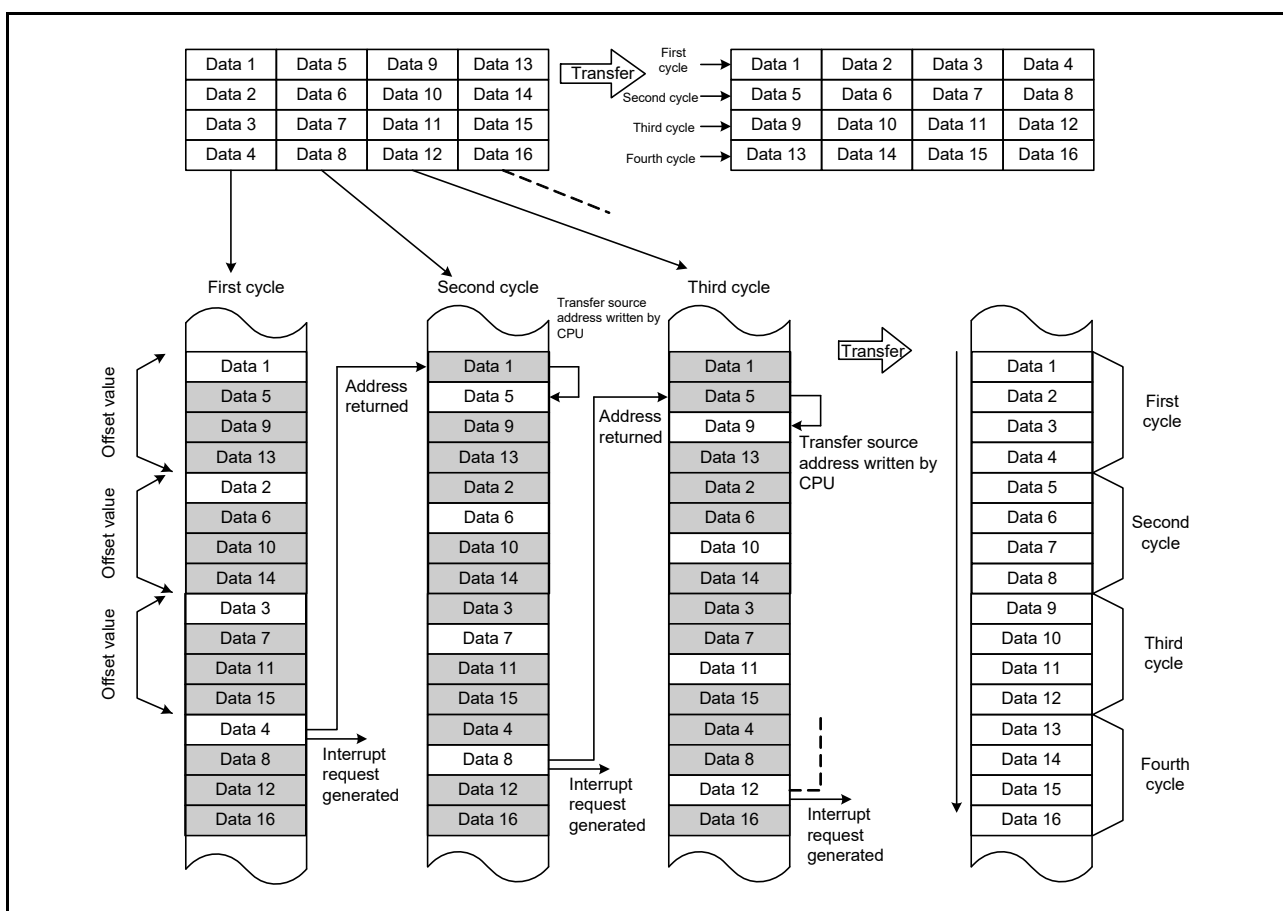 Data 1 Data 5 Data 9 Data 13
Data 2 Data 6 Data 10 Data 14
Data 3 Data 7 Data 11 Data 15
Data 4 Data 8 Data 12 Data 16
Transfer
First
cycle
Second cycle
Third cycle
Fourth cycle
Data 1 Data 2 Data 3 Data 4
Data 5 Data 6 Data 7 Data 8
Data 9 Data 10 Data 11 Data 12
Data 13 Data 14 Data 15 Data 16
First cycle
Offset value
Offset value
Offset value
Data 1
Data 5
Data 9
Data 13
Data 2
Data 6
Data 10
Data 14
Data 3
Data 7
Data 11
Data 15
Data 4
Data 8
Data 12
Data 16
Address
returned
Interrupt
request
generated
Second cycle
Transfer source
address written by
CPU
Data 1
Data 5
Data 9
Data 13
Data 2
Data 6
Data 10
Data 14
Data 3
Data 7
Data 11
Data 15
Data 4
Data 8
Data 12
Data 16
Address
returned
Interrupt
request
generated
Third cycle
Data 1
Data 5
Data 9
Data 13
Data 2
Data 6
Data 10
Data 14
Data 3
Data 7
Data 11
Data 15
Data 4
Data 8
Data 12
Data 16
Transfer source
address written by
CPU
Interrupt
request
generated
Transfer
Data 1
Data 2
Data 3
Data 4
Data 5
Data 6
Data 7
Data 8
Data 9
Data 10
Data 11
Data 12
Data 13
Data 14
Data 15
Data 16
First
cycle
Second
cycle
Third
cycle
Fourth
cycle